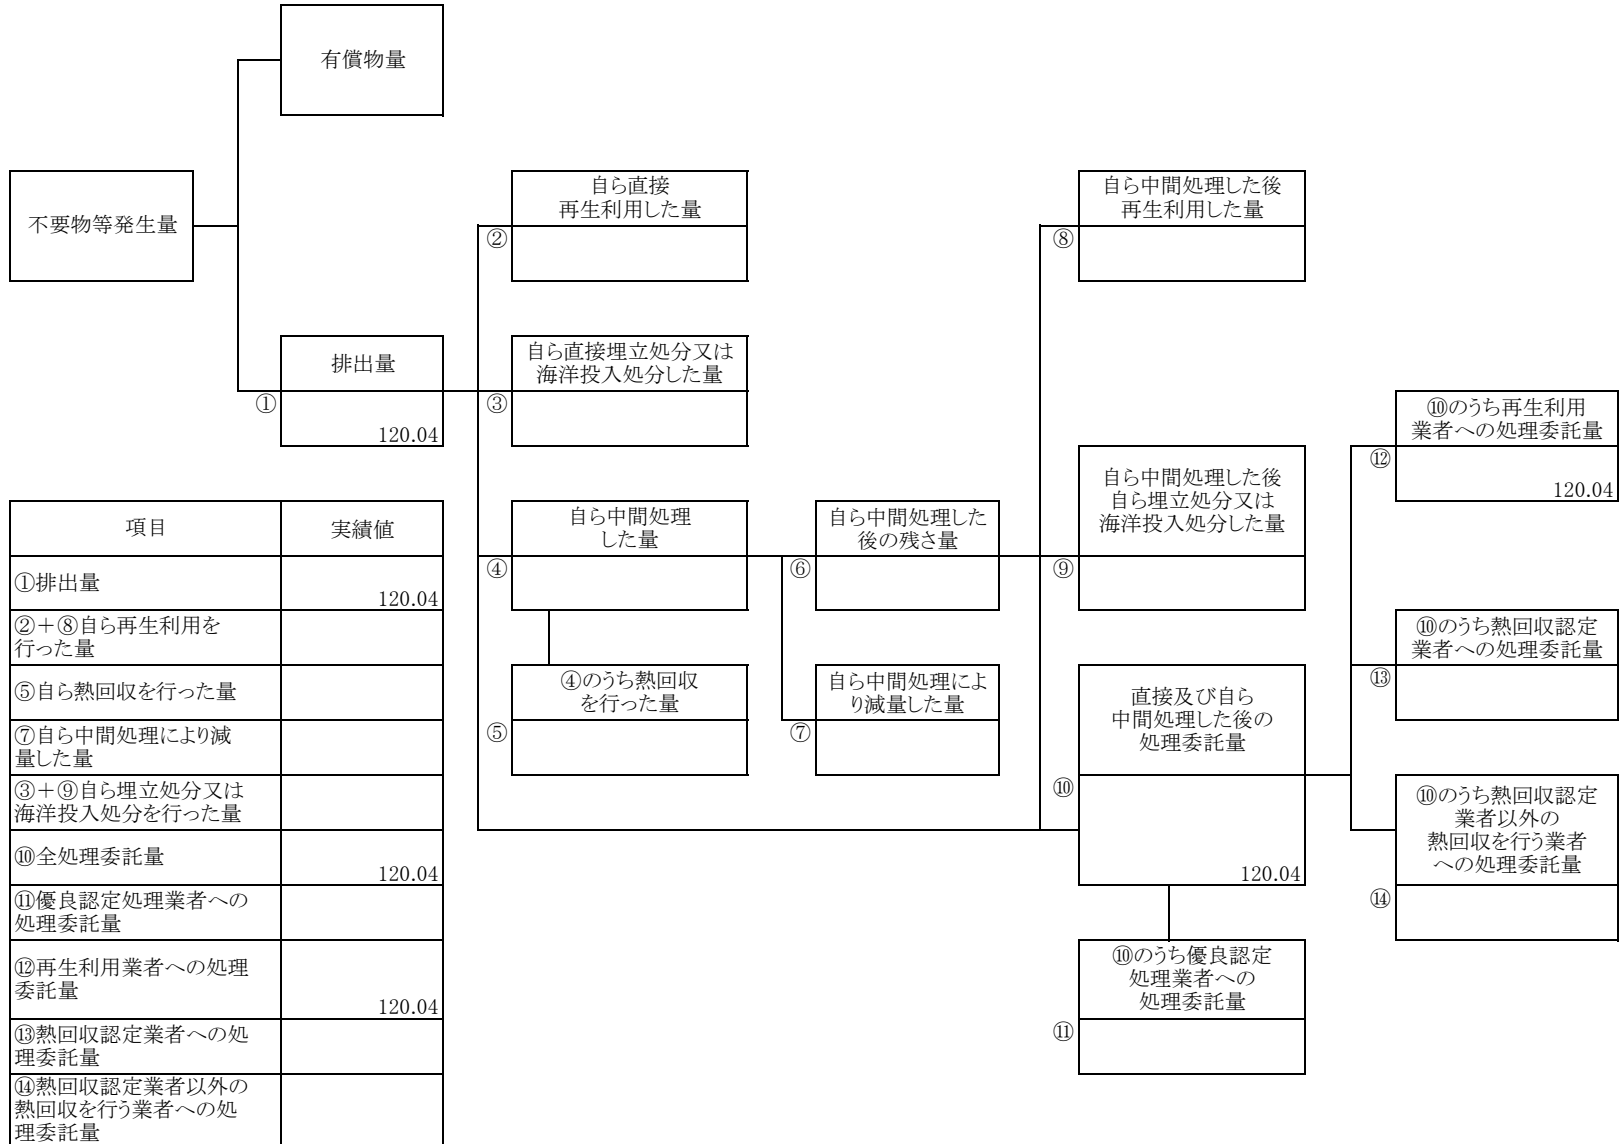 有償物量
不要物等発生量
排出量
①
120.04
自ら直接
再生利用した量
②
自ら直接埋立処分又は
海洋投入処分した量
③
自ら中間処理
した量
④
④のうち熱回収
を行った量
⑤
自ら中間処理した
後の残さ量
⑥
自ら中間処理によ
り減量した量
⑦
自ら中間処理した後
再生利用した量
⑧
自ら中間処理した後
自ら埋立処分又は
海洋投入処分した量
⑨
直接及び自ら
中間処理した後の
処理委託量
⑩
120.04
⑩のうち優良認定
処理業者への
処理委託量
⑪
⑩のうち再生利用
業者への処理委託量
⑫
120.04
⑩のうち熱回収認定
業者への処理委託量
⑬
⑩のうち熱回収認定
業者以外の
熱回収を行う業者
への処理委託量
⑭
項目 実績値
①排出量
120.04
②＋⑧自ら再生利用を
行った量
⑤自ら熱回収を行った量
⑦自ら中間処理により減
量した量
③＋⑨自ら埋立処分又は
海洋投入処分を行った量
⑩全処理委託量
120.04
⑪優良認定処理業者への
処理委託量
⑫再生利用業者への処理
委託量
120.04
⑬熱回収認定業者への処
理委託量
⑭熱回収認定業者以外の
熱回収を行う業者への処
理委託量